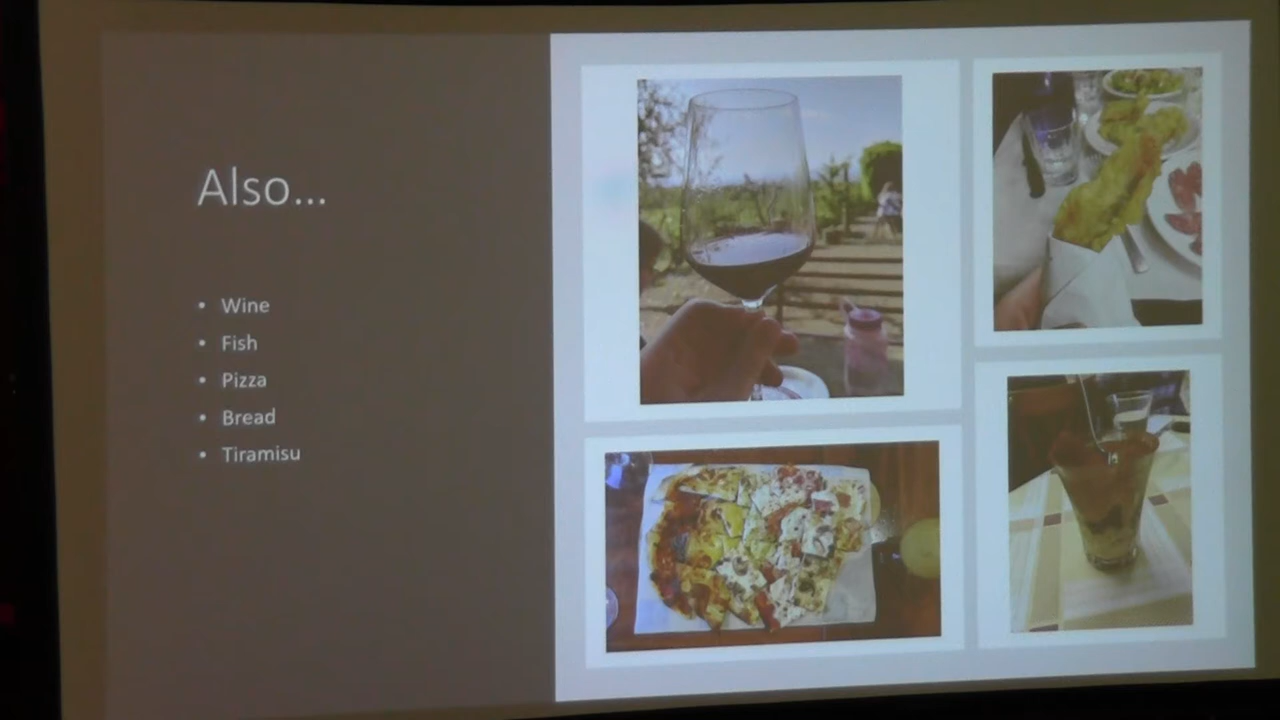 Also...
• Wine
• Fish
• Pizza
• Bread
• Tiramisu